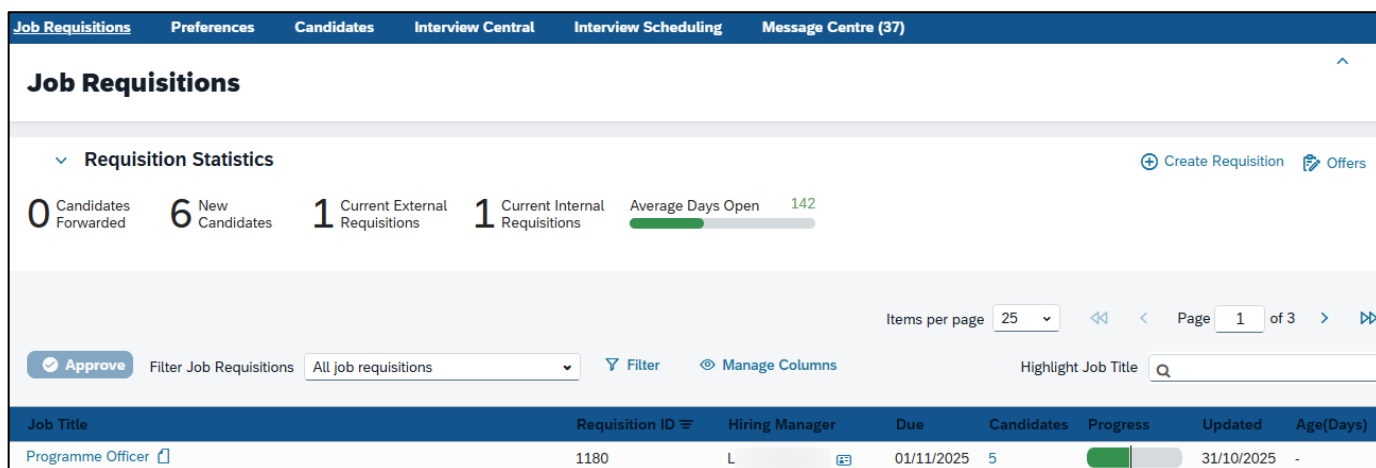 Job Requisitions Preferences Candidates Interview Central Interview Scheduling Message Centre (37)
Job Requisitions
Requisition Statistics
Create Requisition Offers
0 Candidates Forwarded
6 New Candidates
1 Current External Requisitions
1 Current Internal Requisitions
Average Days Open 142
Items per page 25 Page 1 of 3
Approve Filter Job Requisitions All job requisitions Filter Manage Columns Highlight Job Title
Job Title Requisition ID Hiring Manager Due Candidates Progress Updated Age(Days)
Programme Officer 1180 L 01/11/2025 5 31/10/2025 -